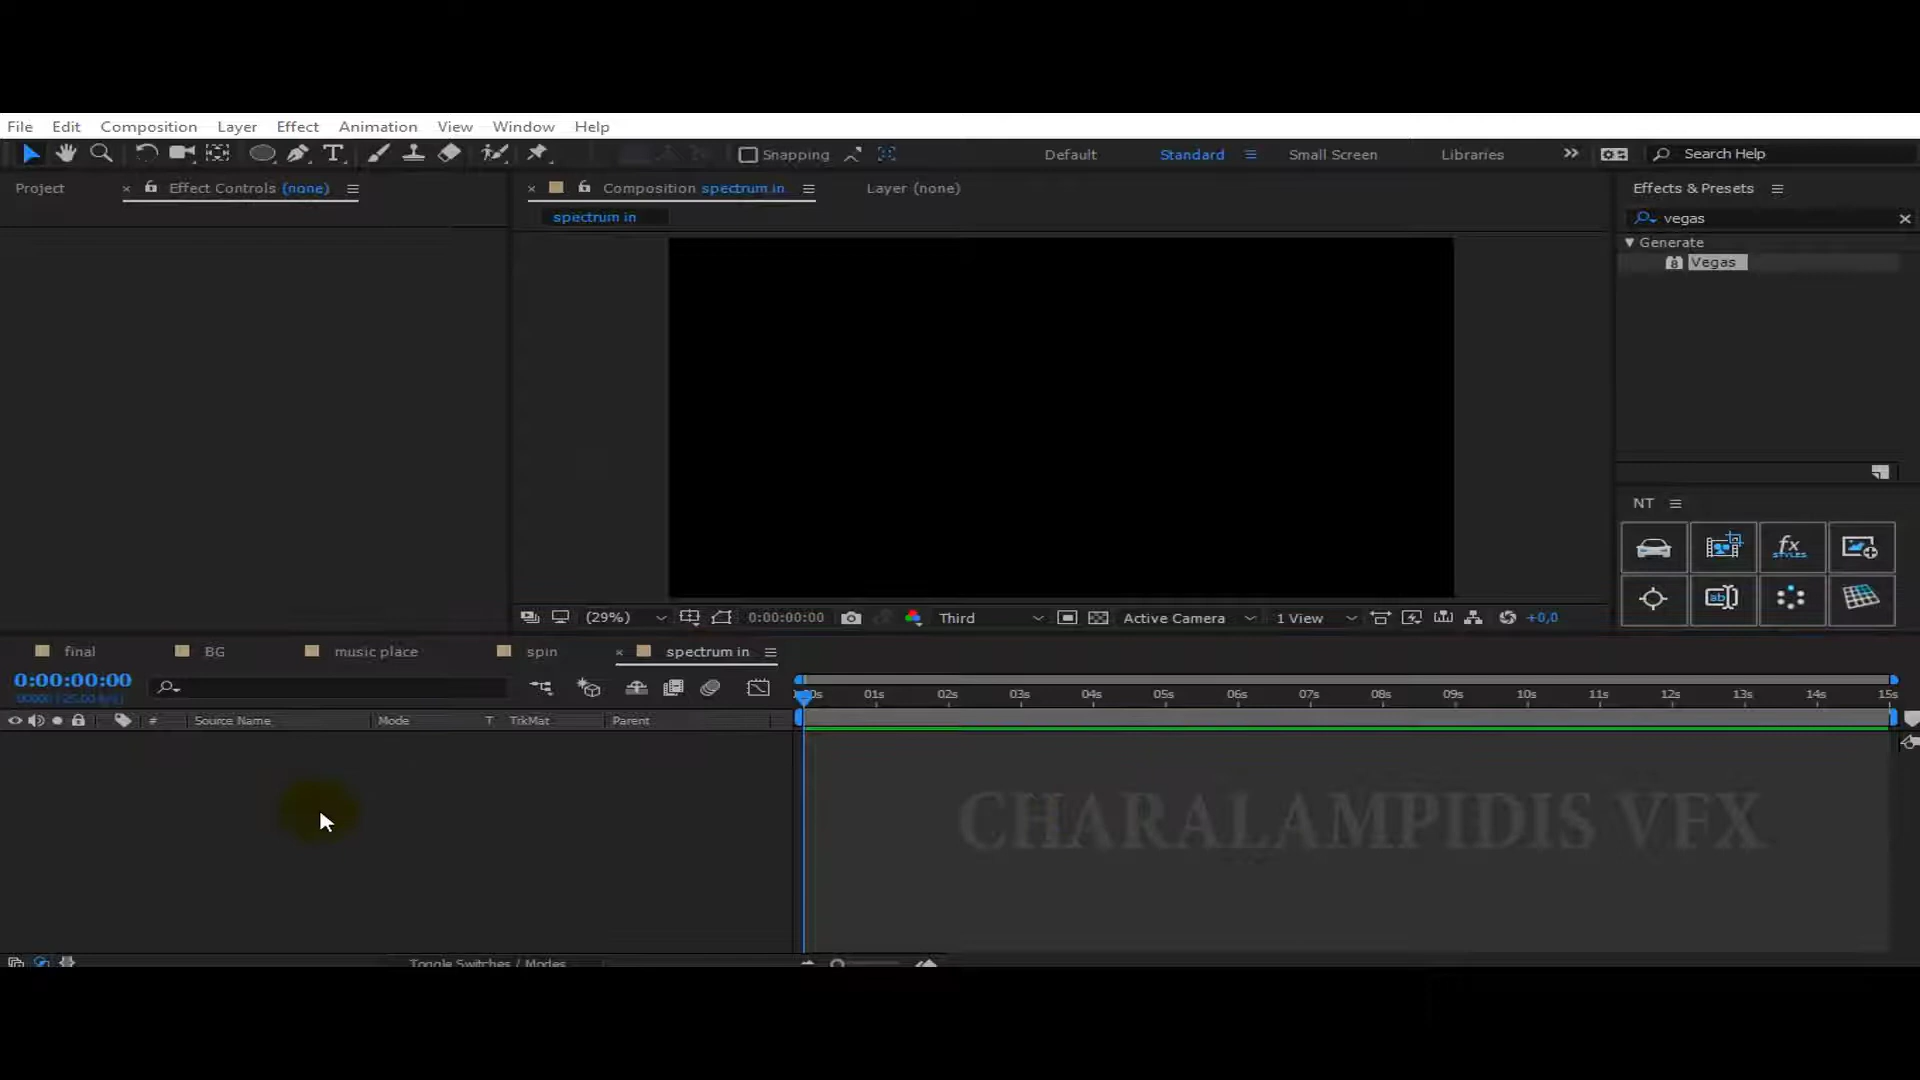 File Edit Composition Layer Effect Animation View Window Help
Snapping Default Standard Small Screen Libraries Search Help
Project Effect Controls (none) Composition spectrum in Layer (none) Effects & Presets
spectrum in vegas
Generate
Vegas
NT
fx
STYLES
ab
(29%) 0:00:00:00 Third Active Camera 1 View +0,0
final BG music place spin spectrum in
0:00:00:00
00s 01s 02s 03s 04s 05s 06s 07s 08s 09s 10s 11s 12s 13s 14s 15s
# Source Name Mode T TrkMat Parent
CHARALAMPIDIS VFX
Toggle Switches / Modes